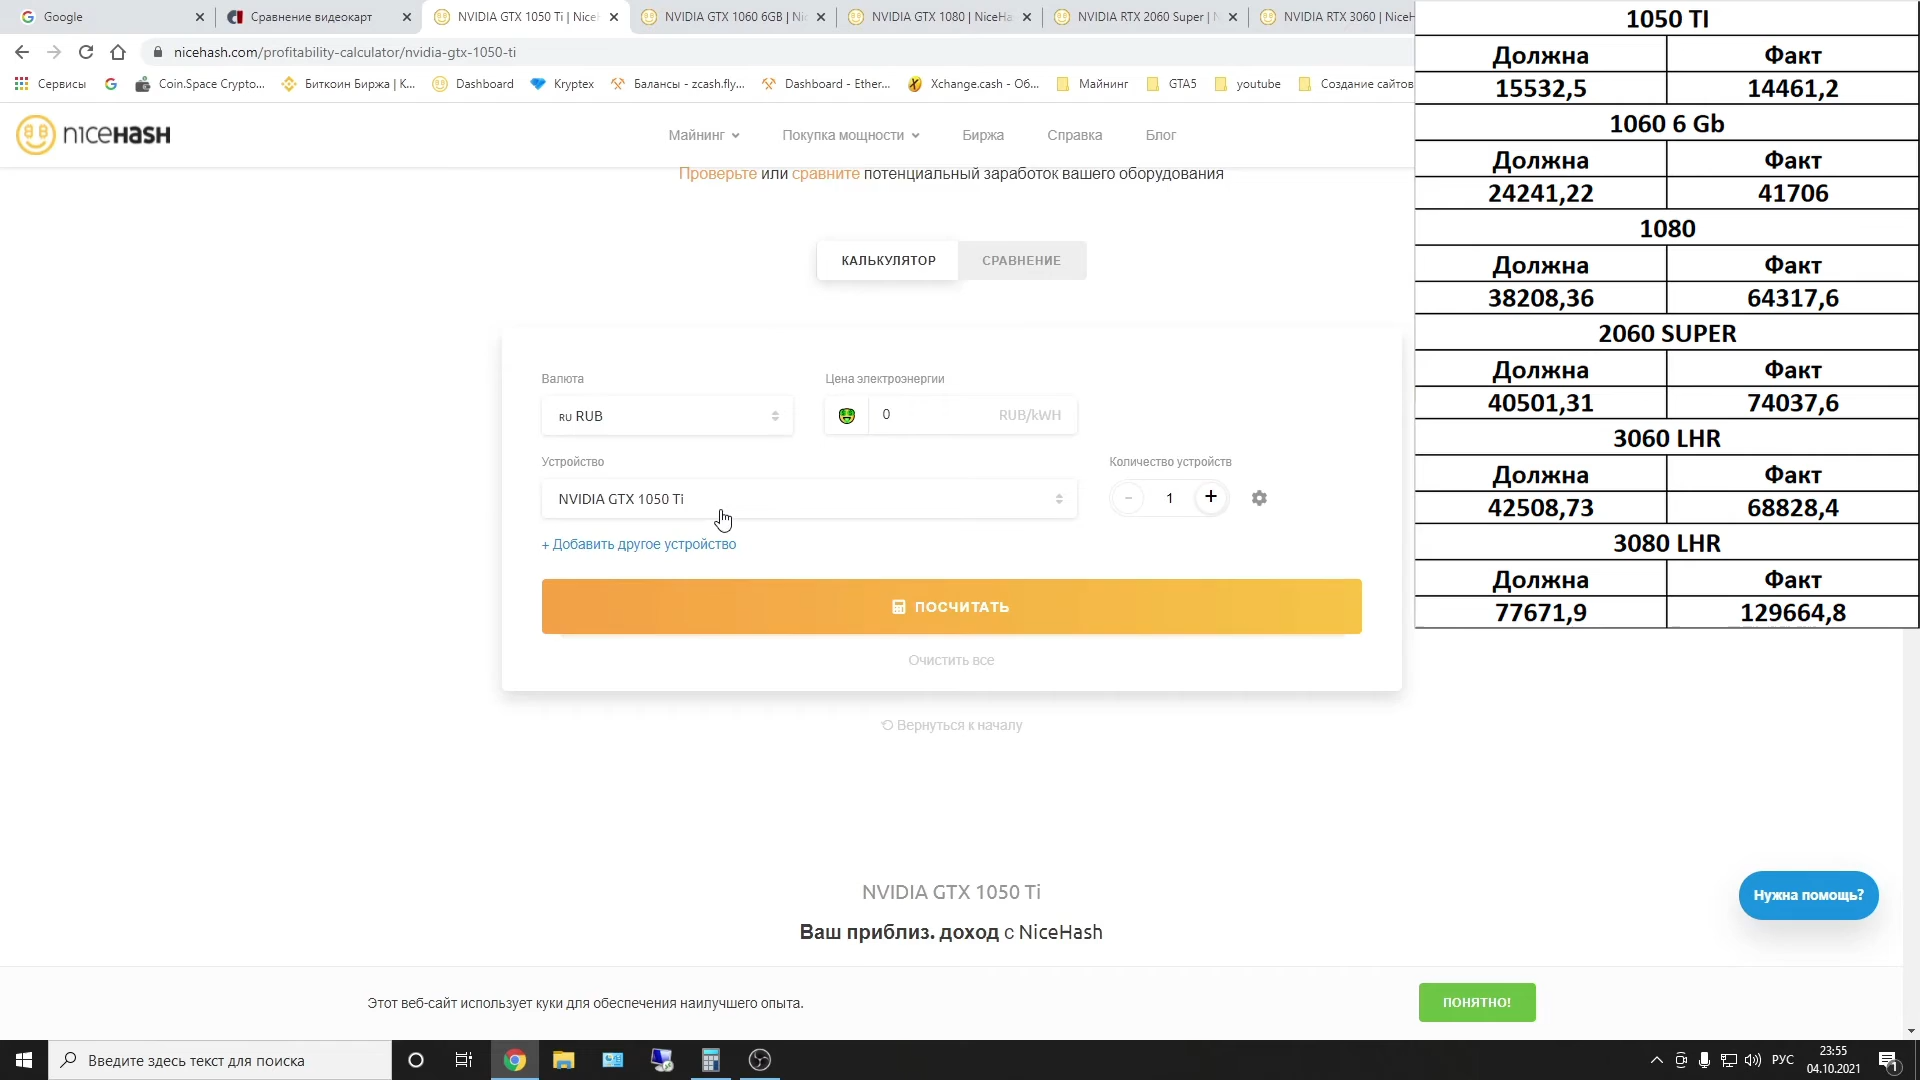 Google
Сравнение видеокарт
NVIDIA GTX 1050 Ti | Nice
NVIDIA GTX 1060 6GB | Nic
NVIDIA GTX 1080 | NiceHa
NVIDIA RTX 2060 Super | N
NVIDIA RTX 3060 | NiceH
nicehash.com/profitability-calculator/nvidia-gtx-1050-ti
Сервисы
Coin.Space Crypto...
Биткоин Биржа | К...
Dashboard
Kryptex
Балансы - zcash.fly...
Dashboard - Ether...
Xchange.cash - Об...
Майнинг
GTA5
youtube
Создание сайтов
nıceHASH
Майнинг
Покупка мощности
Биржа
Справка
Блог
Проверьте или сравните потенциальный заработок вашего оборудования
КАЛЬКУЛЯТОР
СРАВНЕНИЕ
Валюта
Цена электроэнергии
RU RUB
0
RUB/kWH
Устройство
Количество устройств
NVIDIA GTX 1050 Ti
- 1 +
+ Добавить другое устройство
ПОСЧИТАТЬ
Очистить все
Вернуться к началу
NVIDIA GTX 1050 Ti
Ваш приблиз. доход с NiceHash
Нужна помощь?
Этот веб-сайт использует куки для обеспечения наилучшего опыта.
ПОНЯТНО!
1050 TI
Должна Факт
15532,5 14461,2
1060 6 Gb
Должна Факт
24241,22 41706
1080
Должна Факт
38208,36 64317,6
2060 SUPER
Должна Факт
40501,31 74037,6
3060 LHR
Должна Факт
42508,73 68828,4
3080 LHR
Должна Факт
77671,9 129664,8
Введите здесь текст для поиска
РУС
23:55
04.10.2021
1